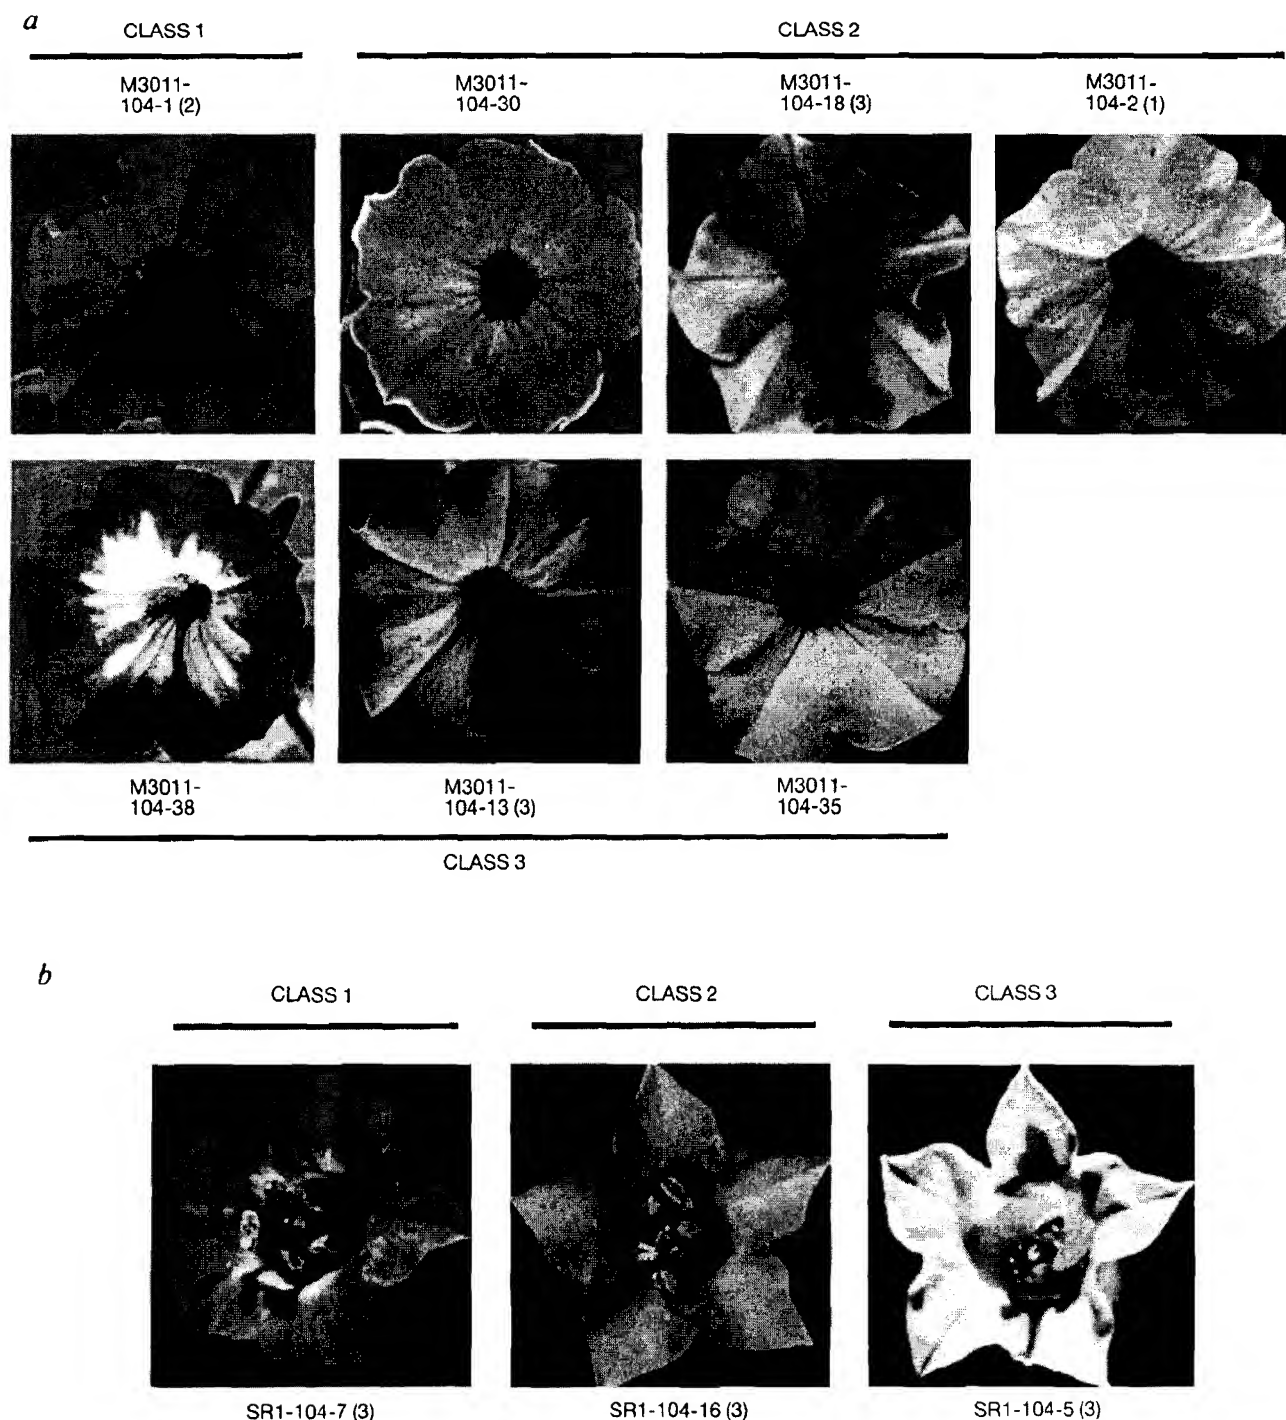 a
CLASS 1
CLASS 2
M3011-
104-1 (2)
M3011-
104-30
M3011-
104-18 (3)
M3011-
104-2 (1)
M3011-
104-38
M3011-
104-13 (3)
M3011-
104-35
CLASS 3
b
CLASS 1
CLASS 2
CLASS 3
SR1-104-7 (3)
SR1-104-16 (3)
SR1-104-5 (3)